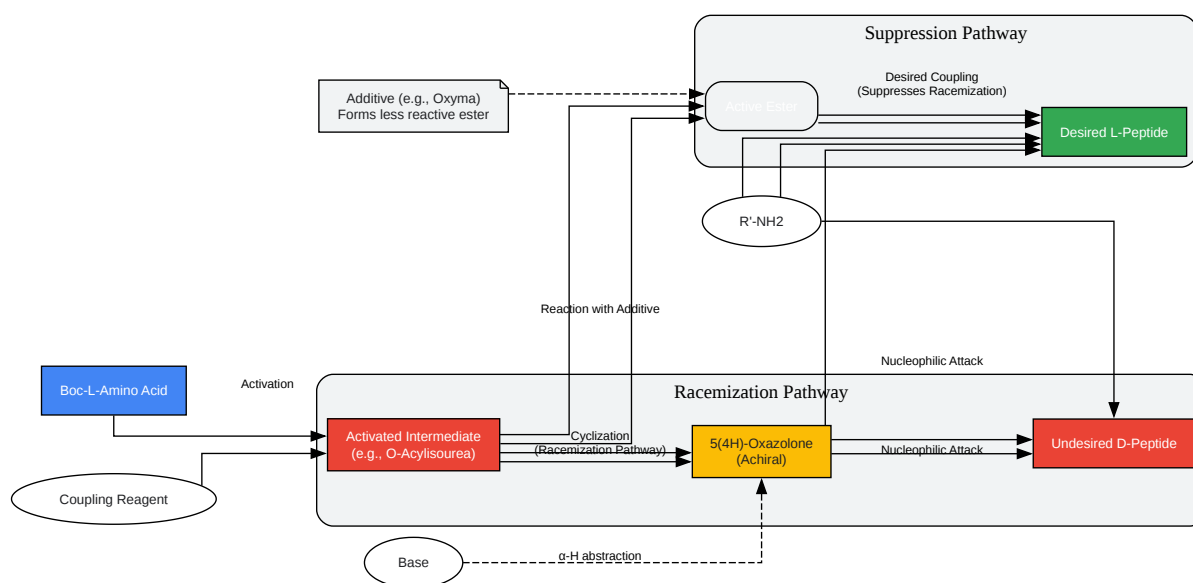 Suppression Pathway
Additive (e.g., Oxyma)
Forms less reactive ester
Active Ester
Desired Coupling
(Suppresses Racemization)
Desired L-Peptide
R'-NH2
Reaction with Additive
Nucleophilic Attack
Boc-L-Amino Acid
Activation
Racemization Pathway
Activated Intermediate
(e.g., O-Acylisourea)
Cyclization
(Racemization Pathway)
5(4H)-Oxazolone
(Achiral)
Nucleophilic Attack
Undesired D-Peptide
Coupling Reagent
Base
α-H abstraction